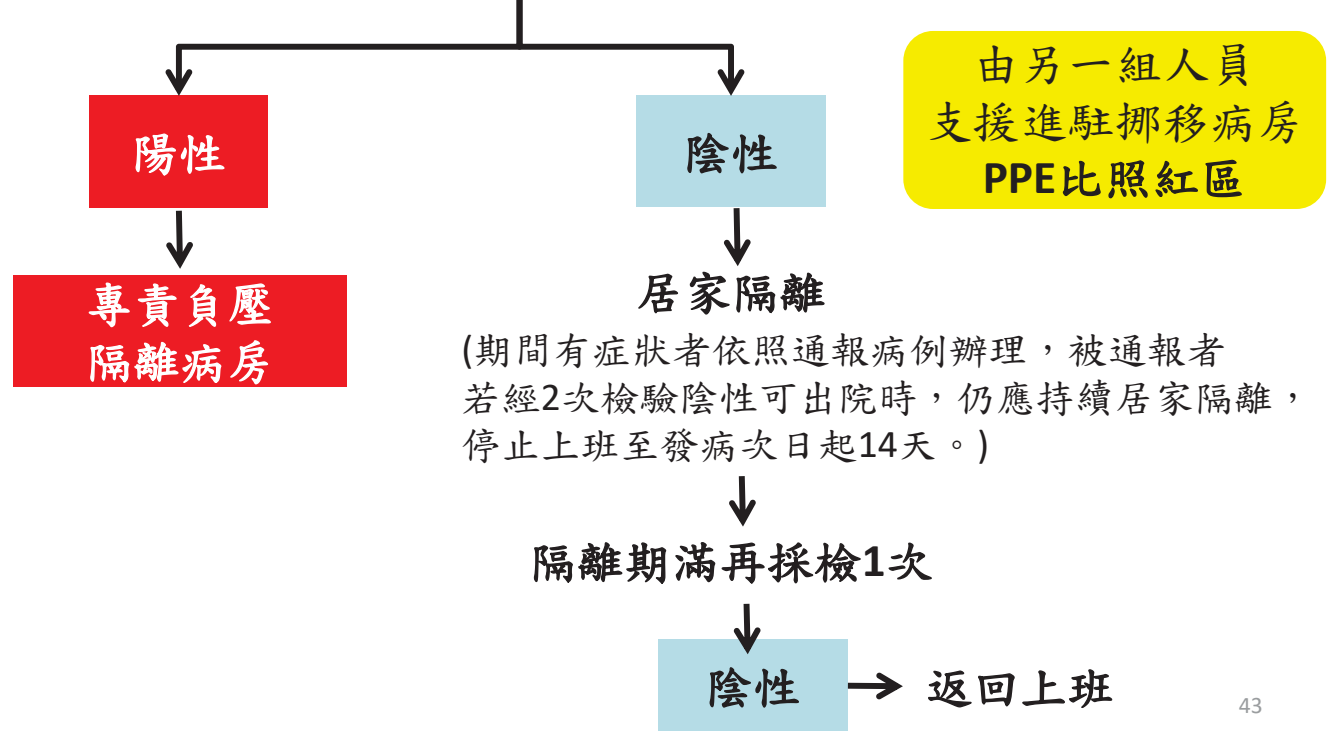 由另一組人員
支援進駐挪移病房
PPE比照紅區
陽性
陰性
專責負壓
隔離病房
居家隔離
(期間有症狀者依照通報病例辦理，被通報者
若經2次檢驗陰性可出院時，仍應持續居家隔離，
停止上班至發病次日起14天。)
隔離期滿再採檢1次
陰性
返回上班
43